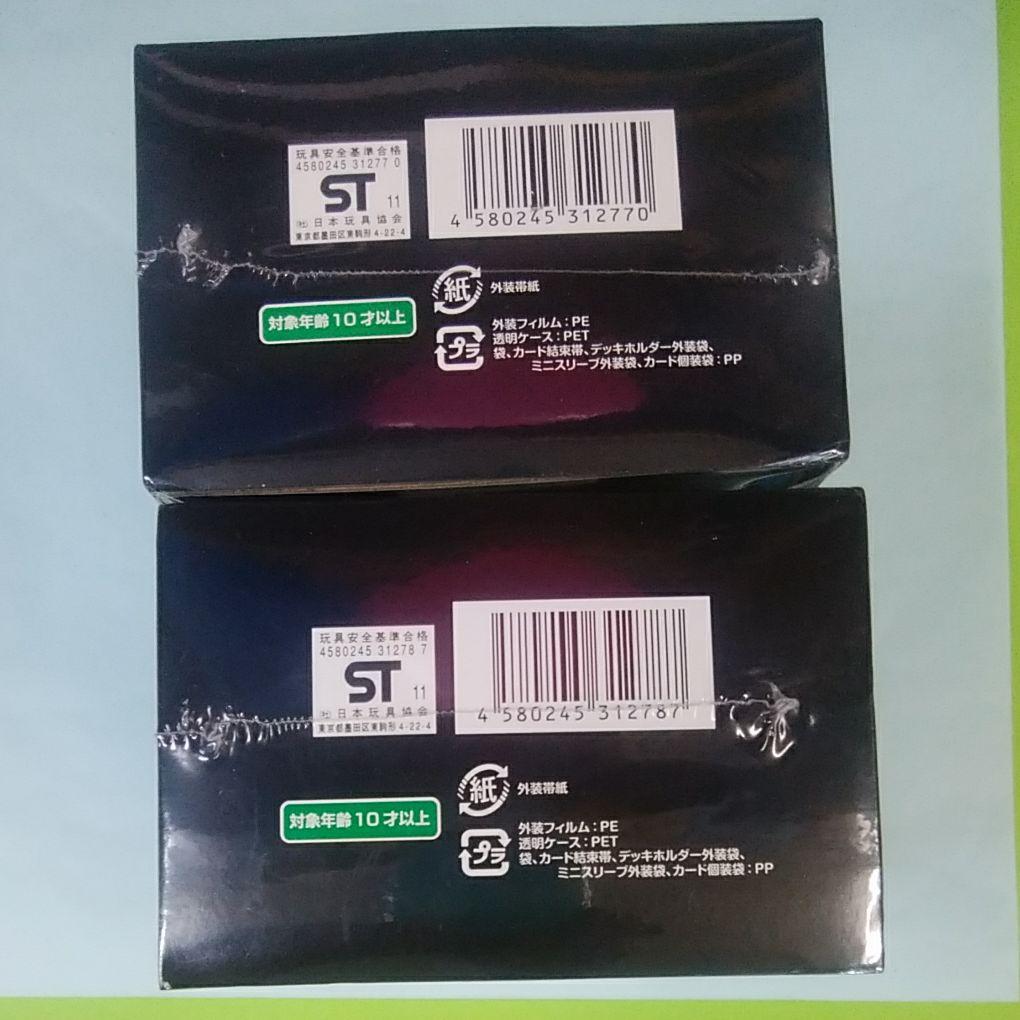 玩具安全基準合格
4580245 31277 0
ST 11
(社)日本玩具協会
東京都墨田区東駒形4-22-4
4 580245 312770
対象年齢10才以上
紙 外装帯紙
プラ
外装フィルム：PE
透明ケース：PET
袋、カード結束帯、デッキホルダー外装袋、
ミニスリーブ外装袋、カード個装袋：PP
玩具安全基準合格
4580245 31278 7
ST 11
(社)日本玩具協会
東京都墨田区東駒形4-22-4
4 580245 312787
対象年齢10才以上
紙 外装帯紙
プラ
外装フィルム：PE
透明ケース：PET
袋、カード結束帯、デッキホルダー外装袋、
ミニスリーブ外装袋、カード個装袋：PP